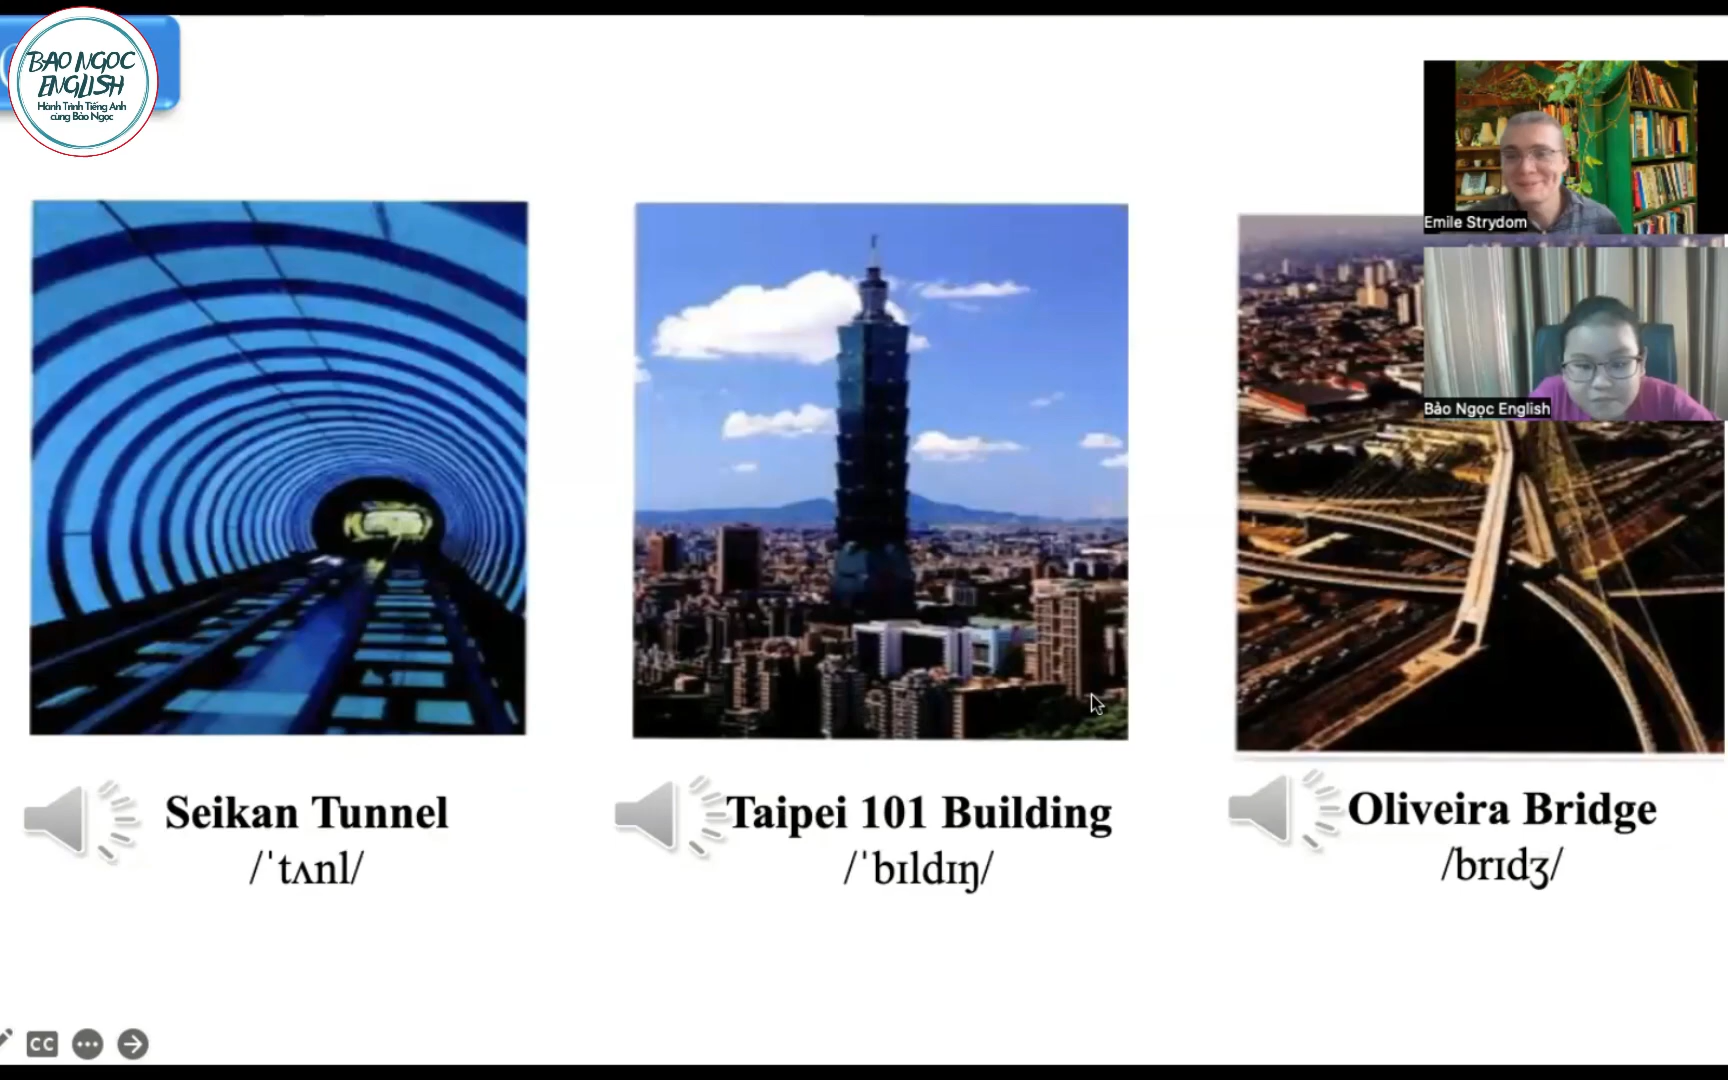 BAO NGOC
ENGLISH
Hành Trình Tiếng Anh
cùng Bảo Ngọc
Emile Strydom
Bảo Ngọc English
Seikan Tunnel
/ˈtʌnl/
Taipei 101 Building
/ˈbɪldɪŋ/
Oliveira Bridge
/brɪdʒ/
CC